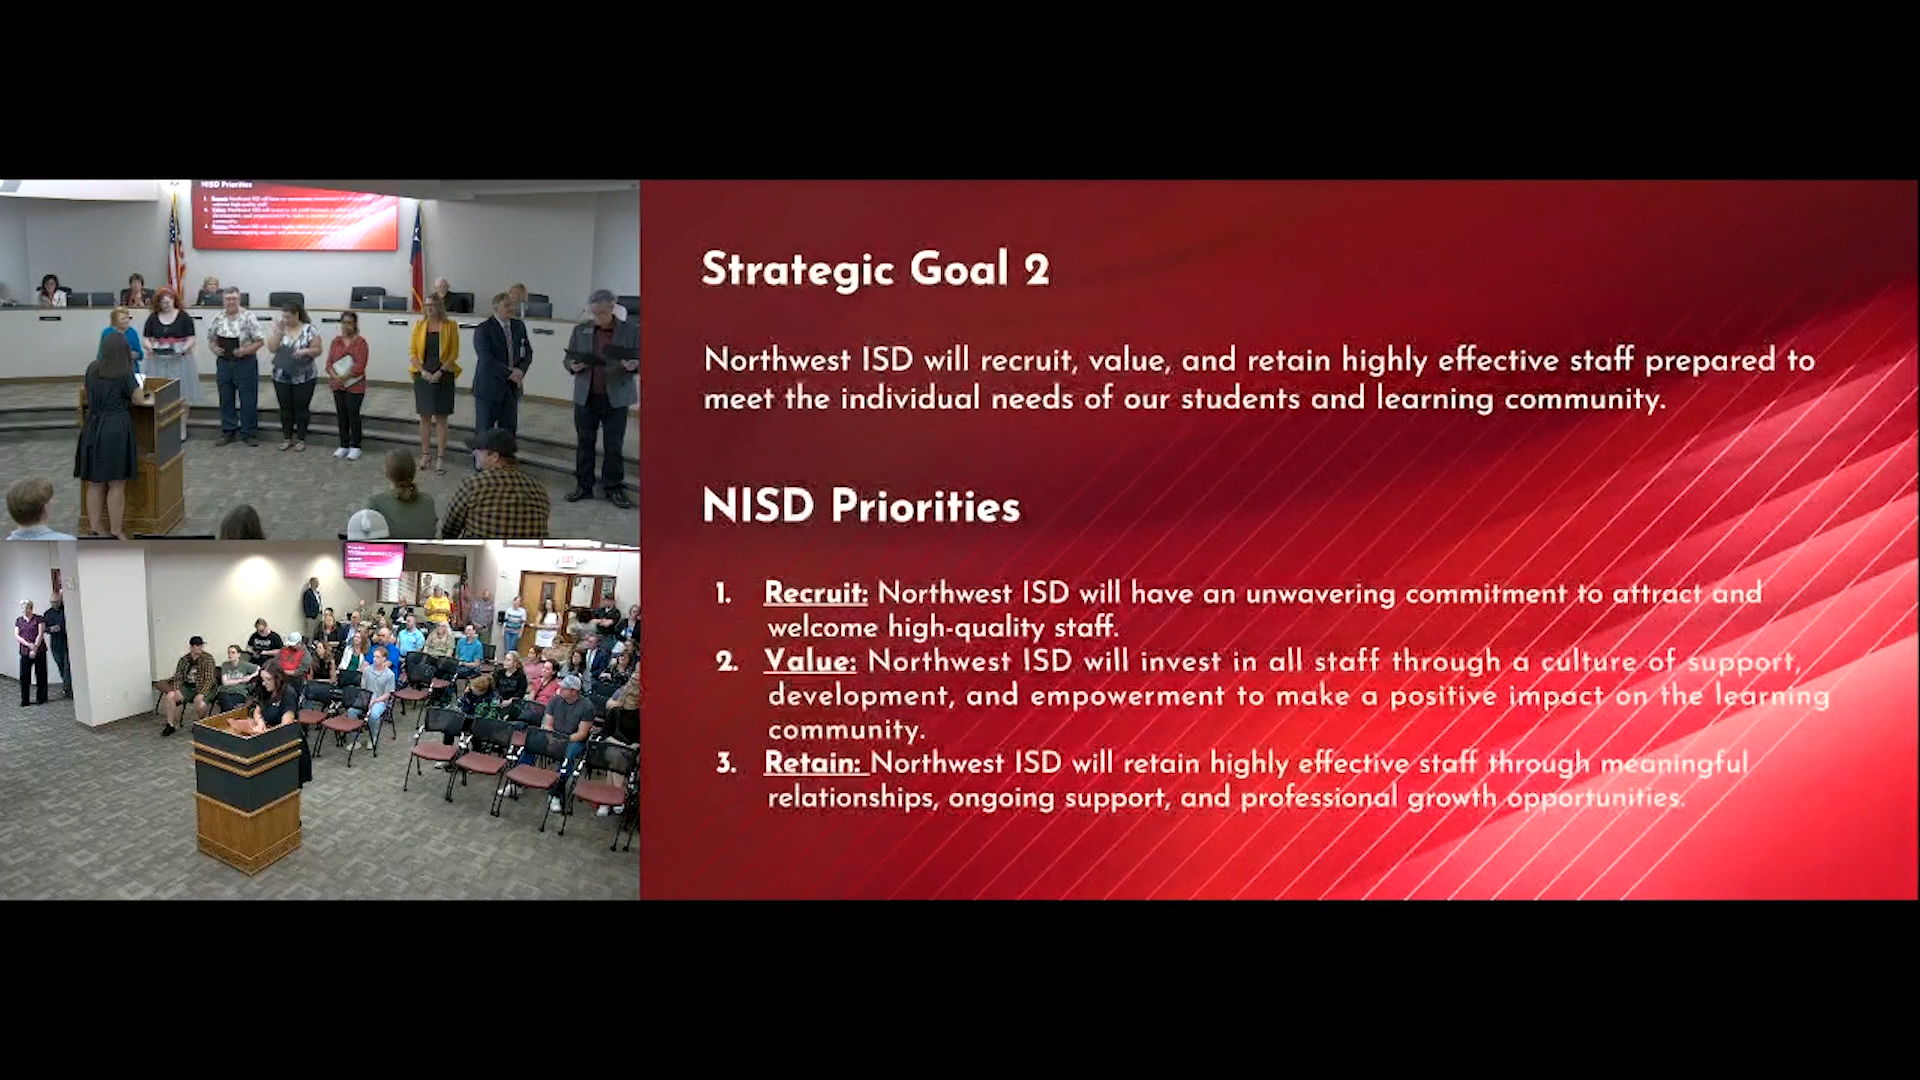 NISD Priorities
Strategic Goal 2
Northwest ISD will recruit, value, and retain highly effective staff prepared to
meet the individual needs of our students and learning community.
NISD Priorities
1. Recruit: Northwest ISD will have an unwavering commitment to attract and
welcome high-quality staff.
2. Value: Northwest ISD will invest in all staff through a culture of support,
development, and empowerment to make a positive impact on the learning
community.
3. Retain: Northwest ISD will retain highly effective staff through meaningful
relationships, ongoing support, and professional growth opportunities.